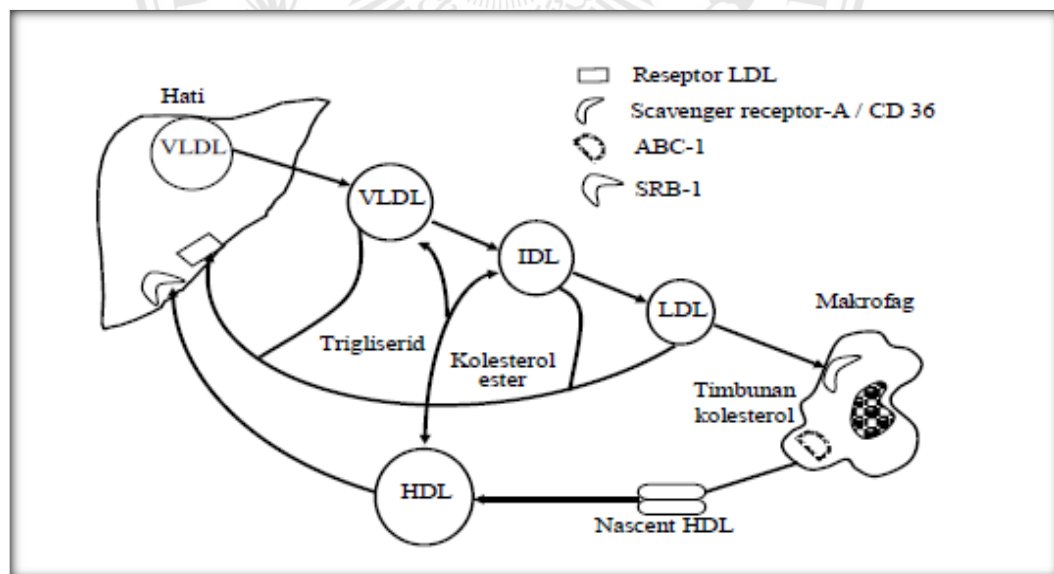 Reseptor LDL
Hati
Scavenger receptor-A / CD 36
VLDL
ABC-1
VLDL
SRB-1
IDL
LDL
Makrofag
Trigliserid
Kolesterol
ester
Timbunan
kolesterol
HDL
Nascent HDL